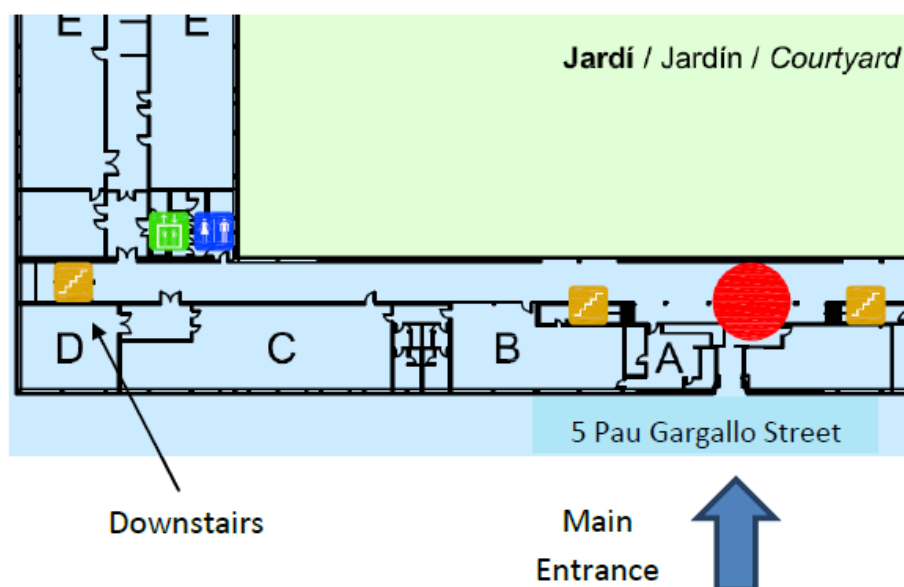 E E
Jardí / Jardín / Courtyard
D C B A
5 Pau Gargallo Street
Downstairs
Main
Entrance